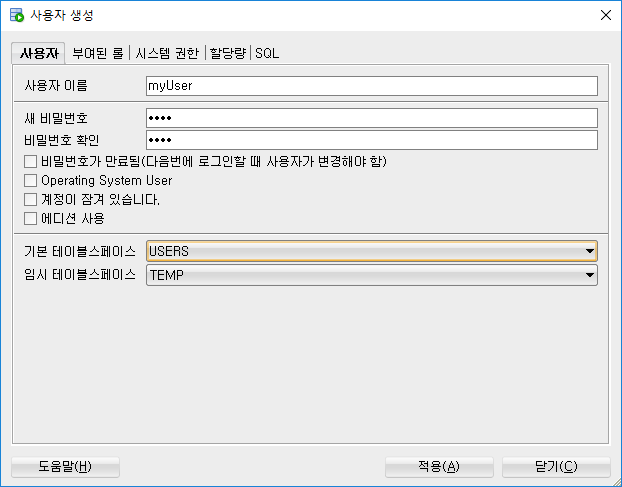 사용자 생성
사용자 부여된 롤 시스템 권한 할당량 SQL
사용자 이름 myUser
새 비밀번호 ••••
비밀번호 확인 ••••
비밀번호가 만료됨(다음번에 로그인할 때 사용자가 변경해야 함)
Operating System User
계정이 잠겨 있습니다.
에디션 사용
기본 테이블스페이스 USERS
임시 테이블스페이스 TEMP
도움말(H) 적용(A) 닫기(C)